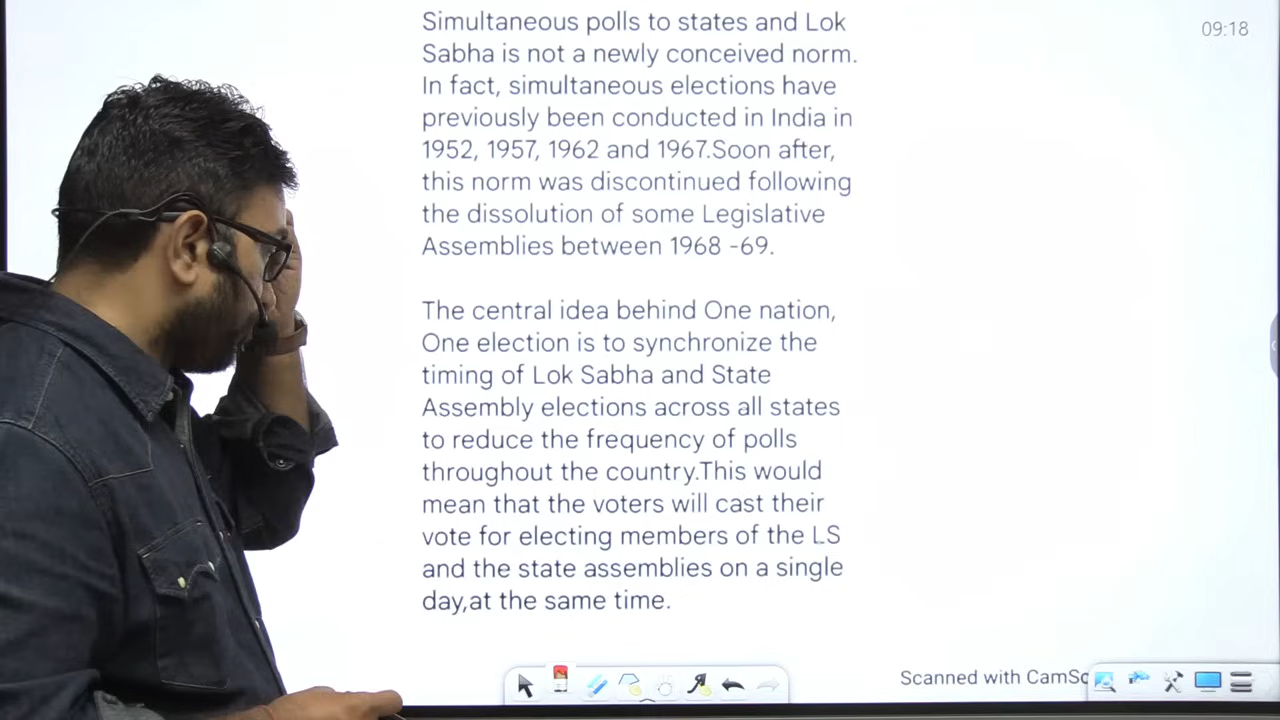 Simultaneous polls to states and Lok
Sabha is not a newly conceived norm.
In fact, simultaneous elections have
previously been conducted in India in
1952, 1957, 1962 and 1967.Soon after,
this norm was discontinued following
the dissolution of some Legislative
Assemblies between 1968 -69.
The central idea behind One nation,
One election is to synchronize the
timing of Lok Sabha and State
Assembly elections across all states
to reduce the frequency of polls
throughout the country.This would
mean that the voters will cast their
vote for electing members of the LS
and the state assemblies on a single
day,at the same time.
09:18
Scanned with